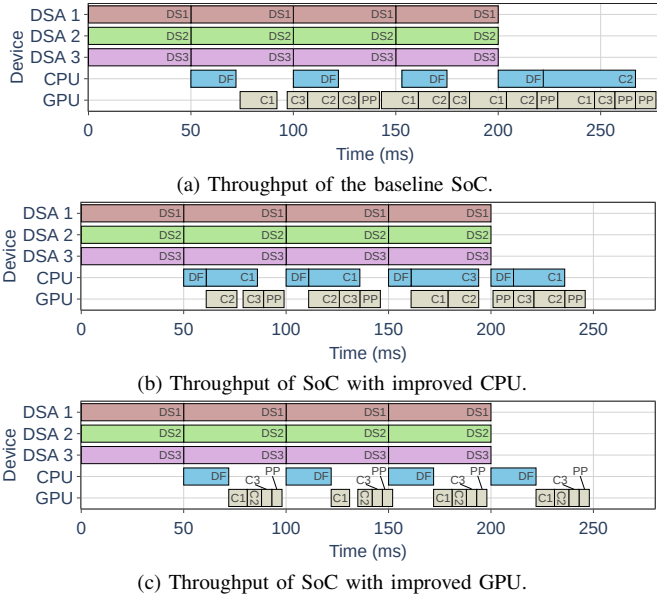 Device
DSA 1 DS1 DS1 DS1 DS1
DSA 2 DS2 DS2 DS2 DS2
DSA 3 DS3 DS3 DS3 DS3
CPU DF DF DF DF C2
GPU C1 C3 C2 C3 PP C1 C2 C3 C1 C2 PP C1 C3 PP PP
0 50 100 150 200 250
Time (ms)
(a) Throughput of the baseline SoC.
Device
DSA 1 DS1 DS1 DS1 DS1
DSA 2 DS2 DS2 DS2 DS2
DSA 3 DS3 DS3 DS3 DS3
CPU DF C1 DF C1 DF C3 DF C1
GPU C2 C3 PP C2 C3 PP C1 C2 PP C3 C2 PP
0 50 100 150 200 250
Time (ms)
(b) Throughput of SoC with improved CPU.
Device
DSA 1 DS1 DS1 DS1 DS1
DSA 2 DS2 DS2 DS2 DS2
DSA 3 DS3 DS3 DS3 DS3
PP PP PP PP
CPU DF C3 DF C3 DF C3 DF C3
GPU C1 C2 C1 C2 C1 C2 C1 C2
0 50 100 150 200 250
Time (ms)
(c) Throughput of SoC with improved GPU.